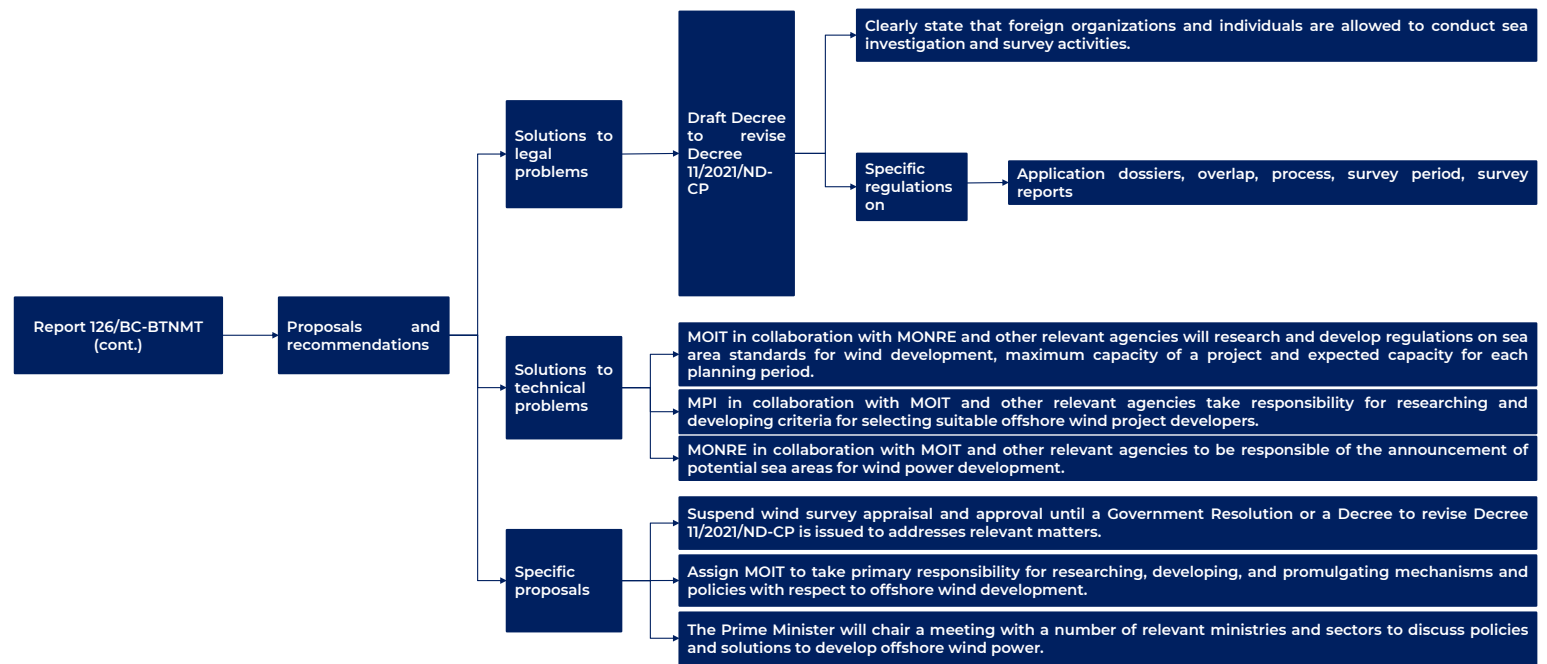 Report 126/BC-BTNMT
(cont.)
Proposals and
recommendations
Solutions to
legal
problems
Draft Decree
to revise
Decree
11/2021/ND-
CP
Clearly state that foreign organizations and individuals are allowed to conduct sea
investigation and survey activities.
Specific
regulations
on
Application dossiers, overlap, process, survey period, survey
reports
Solutions to
technical
problems
MOIT in collaboration with MONRE and other relevant agencies will research and develop regulations on sea
area standards for wind development, maximum capacity of a project and expected capacity for each
planning period.
MPI in collaboration with MOIT and other relevant agencies take responsibility for researching and
developing criteria for selecting suitable offshore wind project developers.
MONRE in collaboration with MOIT and other relevant agencies to be responsible of the announcement of
potential sea areas for wind power development.
Specific
proposals
Suspend wind survey appraisal and approval until a Government Resolution or a Decree to revise Decree
11/2021/ND-CP is issued to addresses relevant matters.
Assign MOIT to take primary responsibility for researching, developing, and promulgating mechanisms and
policies with respect to offshore wind development.
The Prime Minister will chair a meeting with a number of relevant ministries and sectors to discuss policies
and solutions to develop offshore wind power.